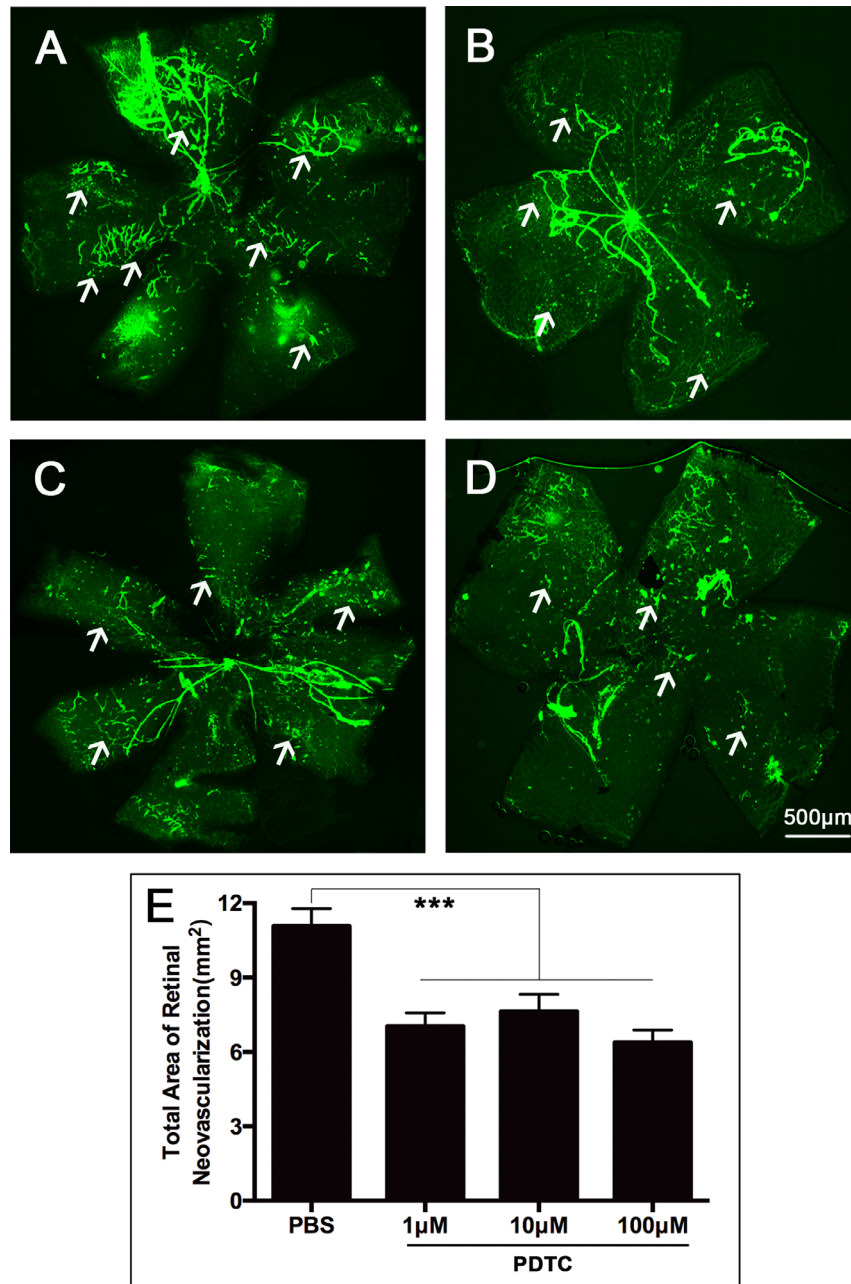 A
B
C
D
500µm
E
Total Area of Retinal
Neovascularization(mm²)
12
9
6
3
0
***
PBS
1µM
10µM
100µM
PDTC